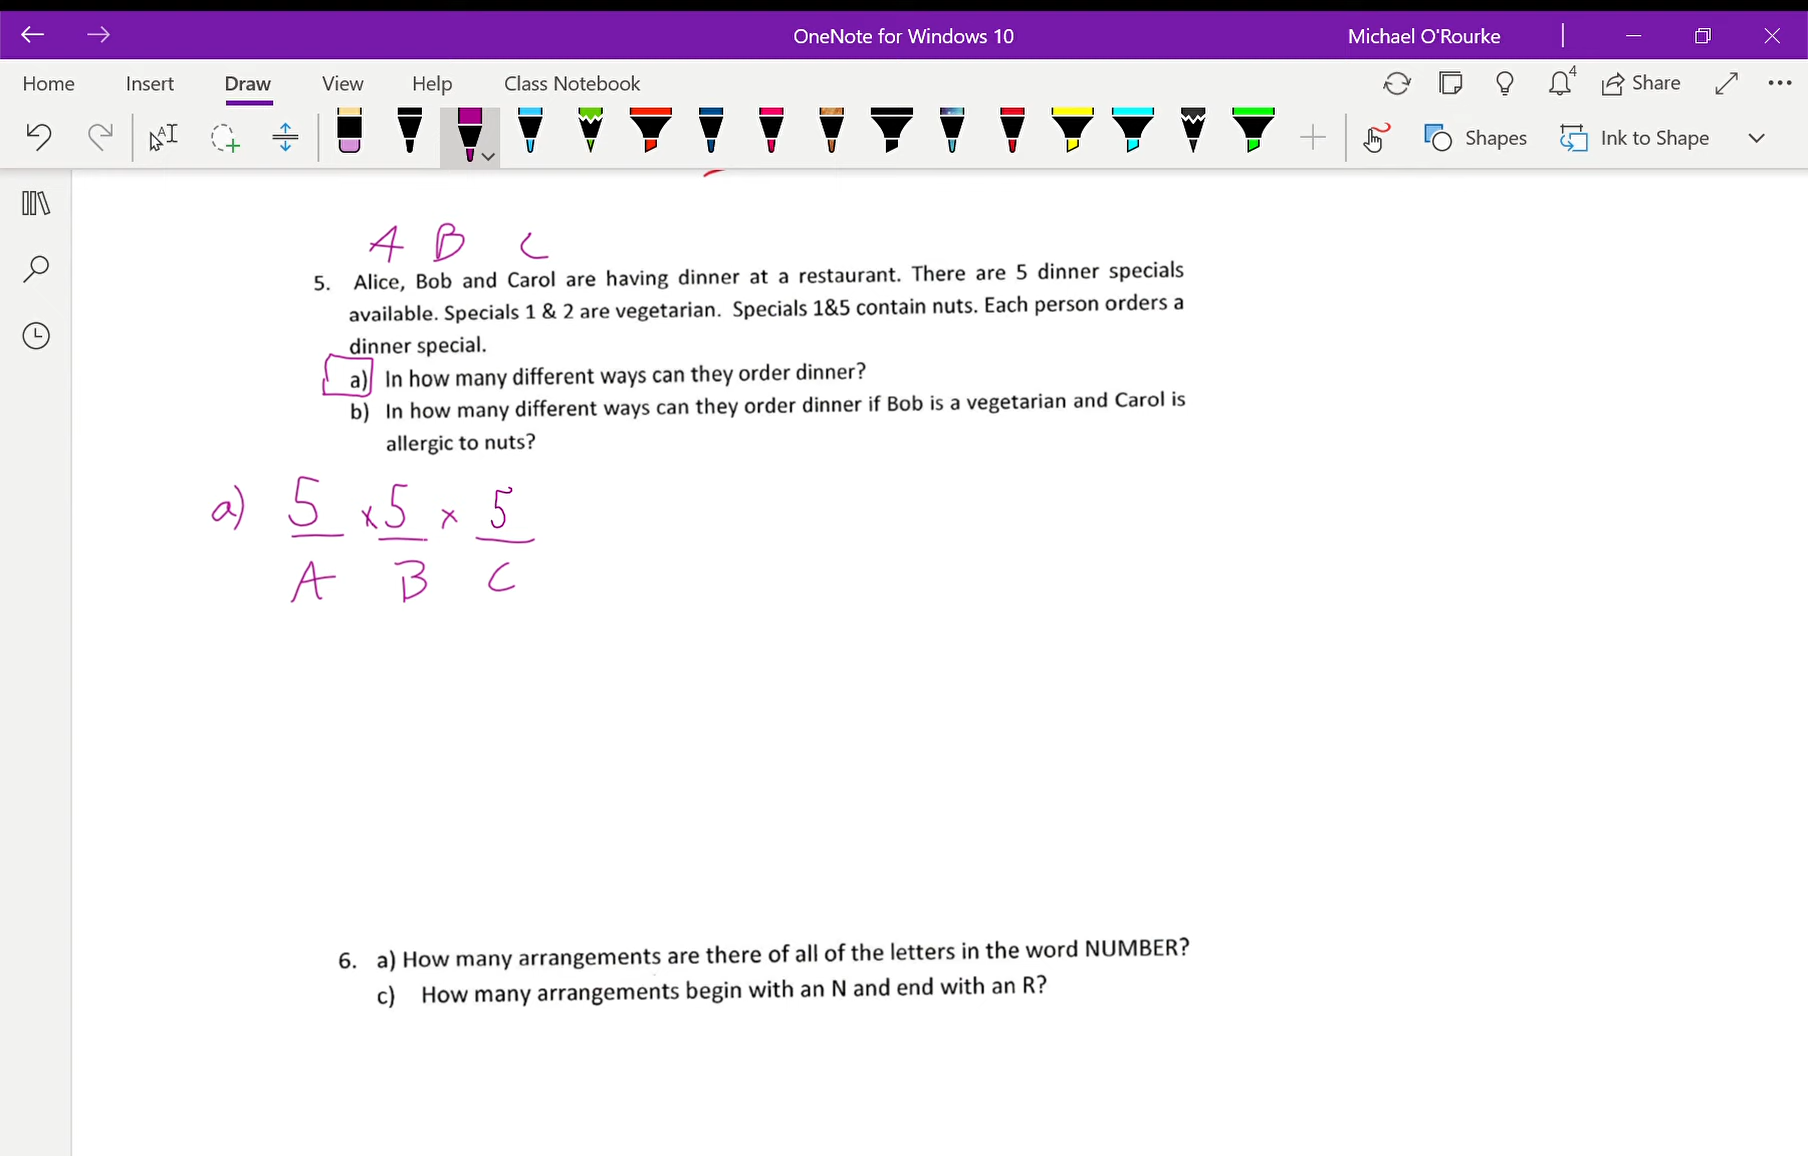 OneNote for Windows 10
Michael O'Rourke
Home Insert Draw View Help Class Notebook
4
Share
Shapes
Ink to Shape
A B C
5. Alice, Bob and Carol are having dinner at a restaurant. There are 5 dinner specials
available. Specials 1 & 2 are vegetarian. Specials 1&5 contain nuts. Each person orders a
dinner special.
a) In how many different ways can they order dinner?
b) In how many different ways can they order dinner if Bob is a vegetarian and Carol is
allergic to nuts?
a) 5 x 5 x 5
A B C
6. a) How many arrangements are there of all of the letters in the word NUMBER?
c) How many arrangements begin with an N and end with an R?